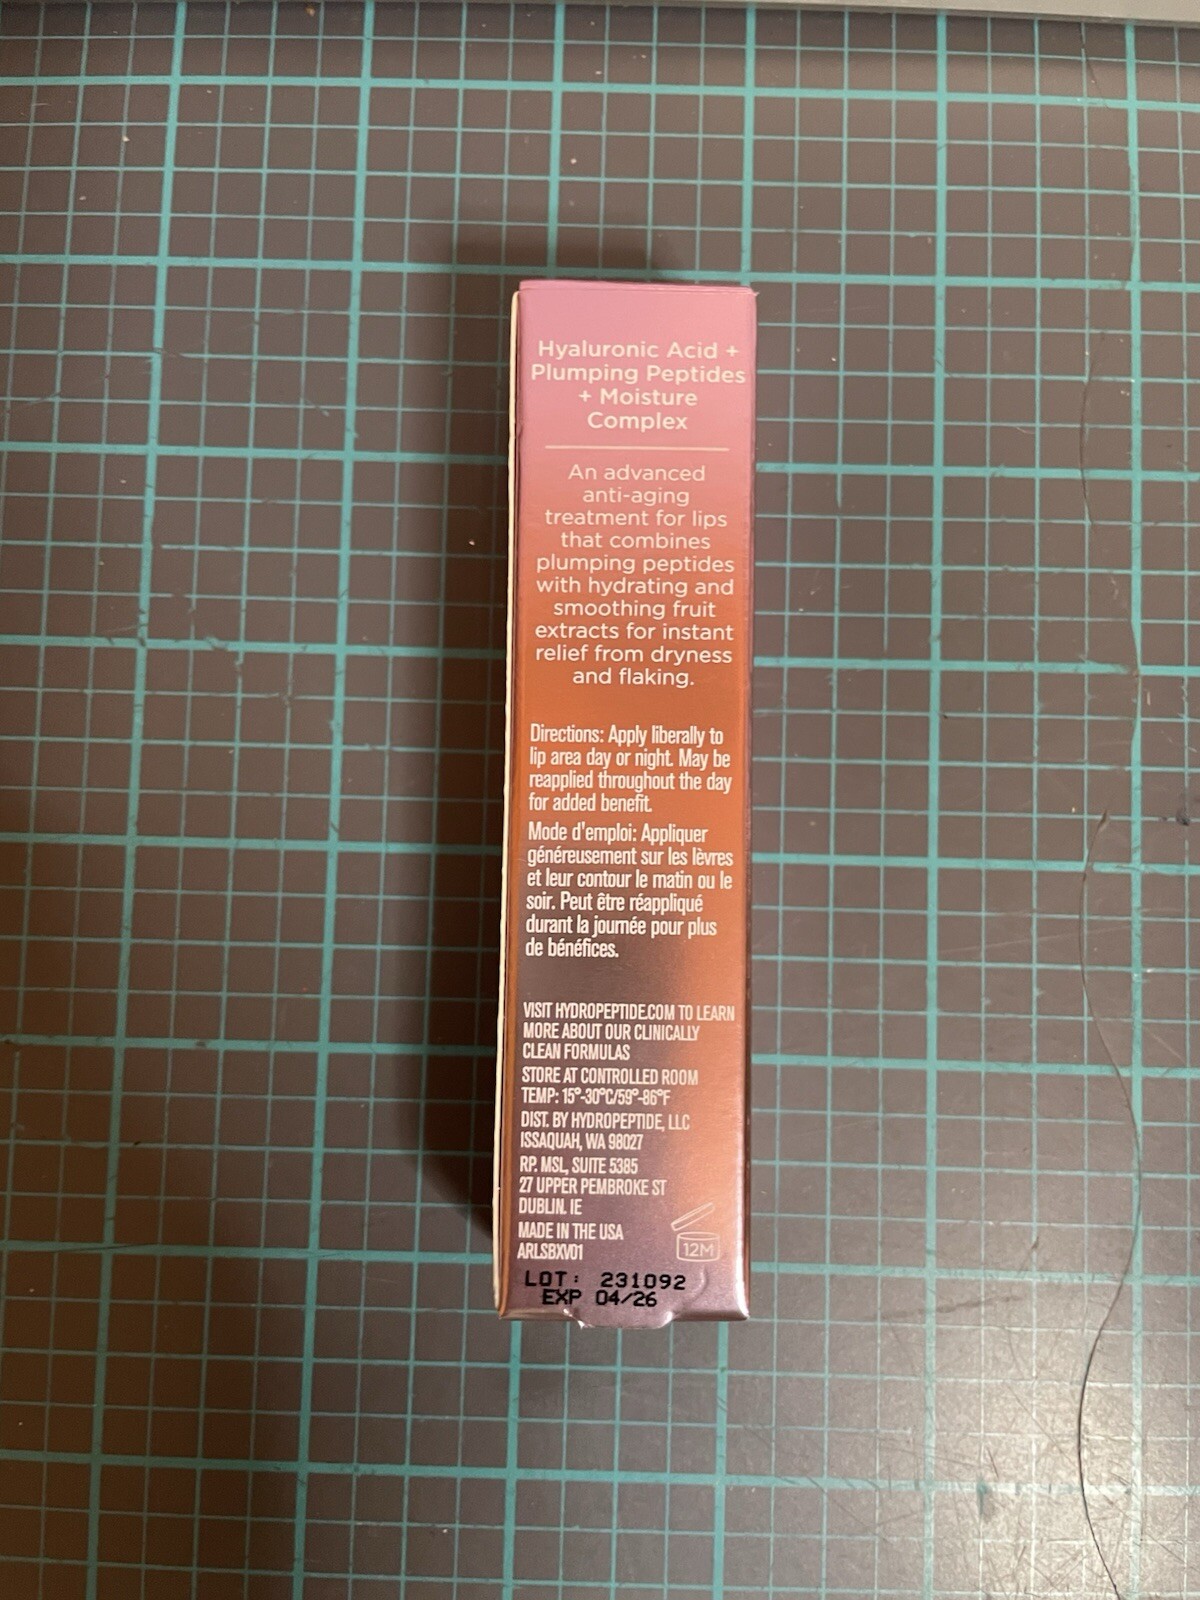 Hyaluronic Acid +
Plumping Peptides
+ Moisture
Complex
An advanced
anti-aging
treatment for lips
that combines
plumping peptides
with hydrating and
smoothing fruit
extracts for instant
relief from dryness
and flaking.
Directions: Apply liberally to
lip area day or night. May be
reapplied throughout the day
for added benefit.
Mode d'emploi: Appliquer
généreusement sur les lèvres
et leur contour le matin ou le
soir. Peut être réappliqué
durant la journée pour plus
de bénéfices.
VISIT HYDROPEPTIDE.COM TO LEARN
MORE ABOUT OUR CLINICALLY
CLEAN FORMULAS
STORE AT CONTROLLED ROOM
TEMP: 15°-30°C/59°-86°F
DIST. BY HYDROPEPTIDE, LLC
ISSAQUAH, WA 98027
RP. MSL, SUITE 5385
27 UPPER PEMBROKE ST
DUBLIN. IE
MADE IN THE USA
ARLSBXV01
12M
LOT: 231092
EXP 04/26